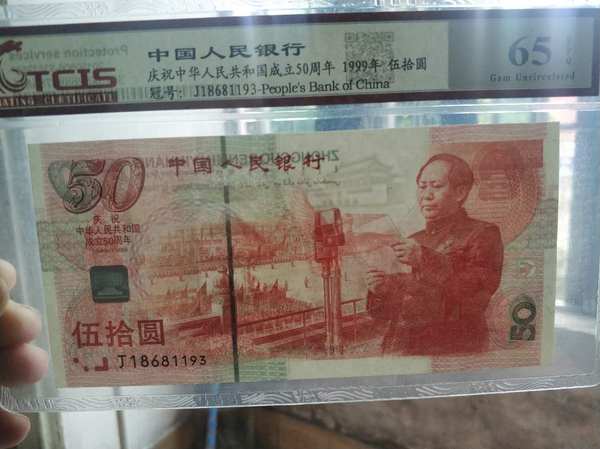 TCIS
Protection services
中国人民银行
庆祝中华人民共和国成立50周年 1999年 伍拾圆
冠号: J18681193-People's Bank of China
65
Gem Uncirculated
50
中国人民银行
庆祝
中华人民共和国
成立50周年
伍拾圆
J18681193
50